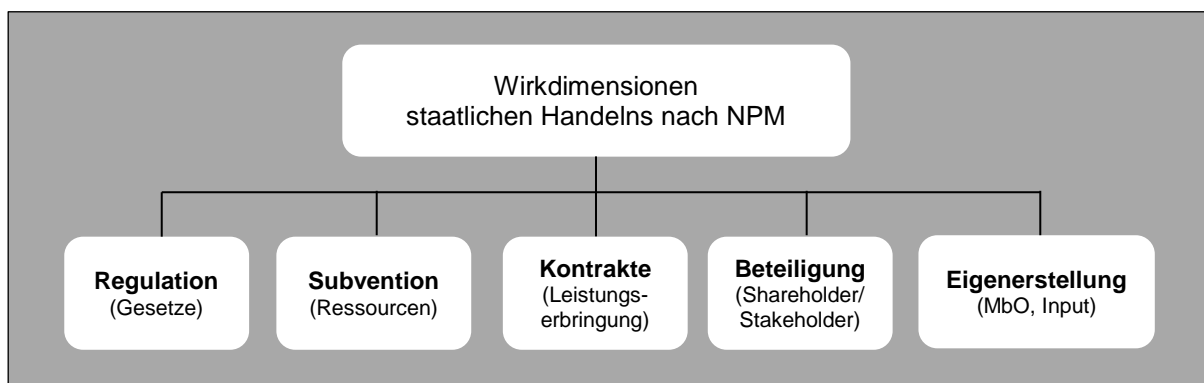 Wirkdimensionen
staatlichen Handelns nach NPM
Regulation
(Gesetze)
Subvention
(Ressourcen)
Kontrakte
(Leistungs-
erbringung)
Beteiligung
(Shareholder/
Stakeholder)
Eigenerstellung
(MbO, Input)